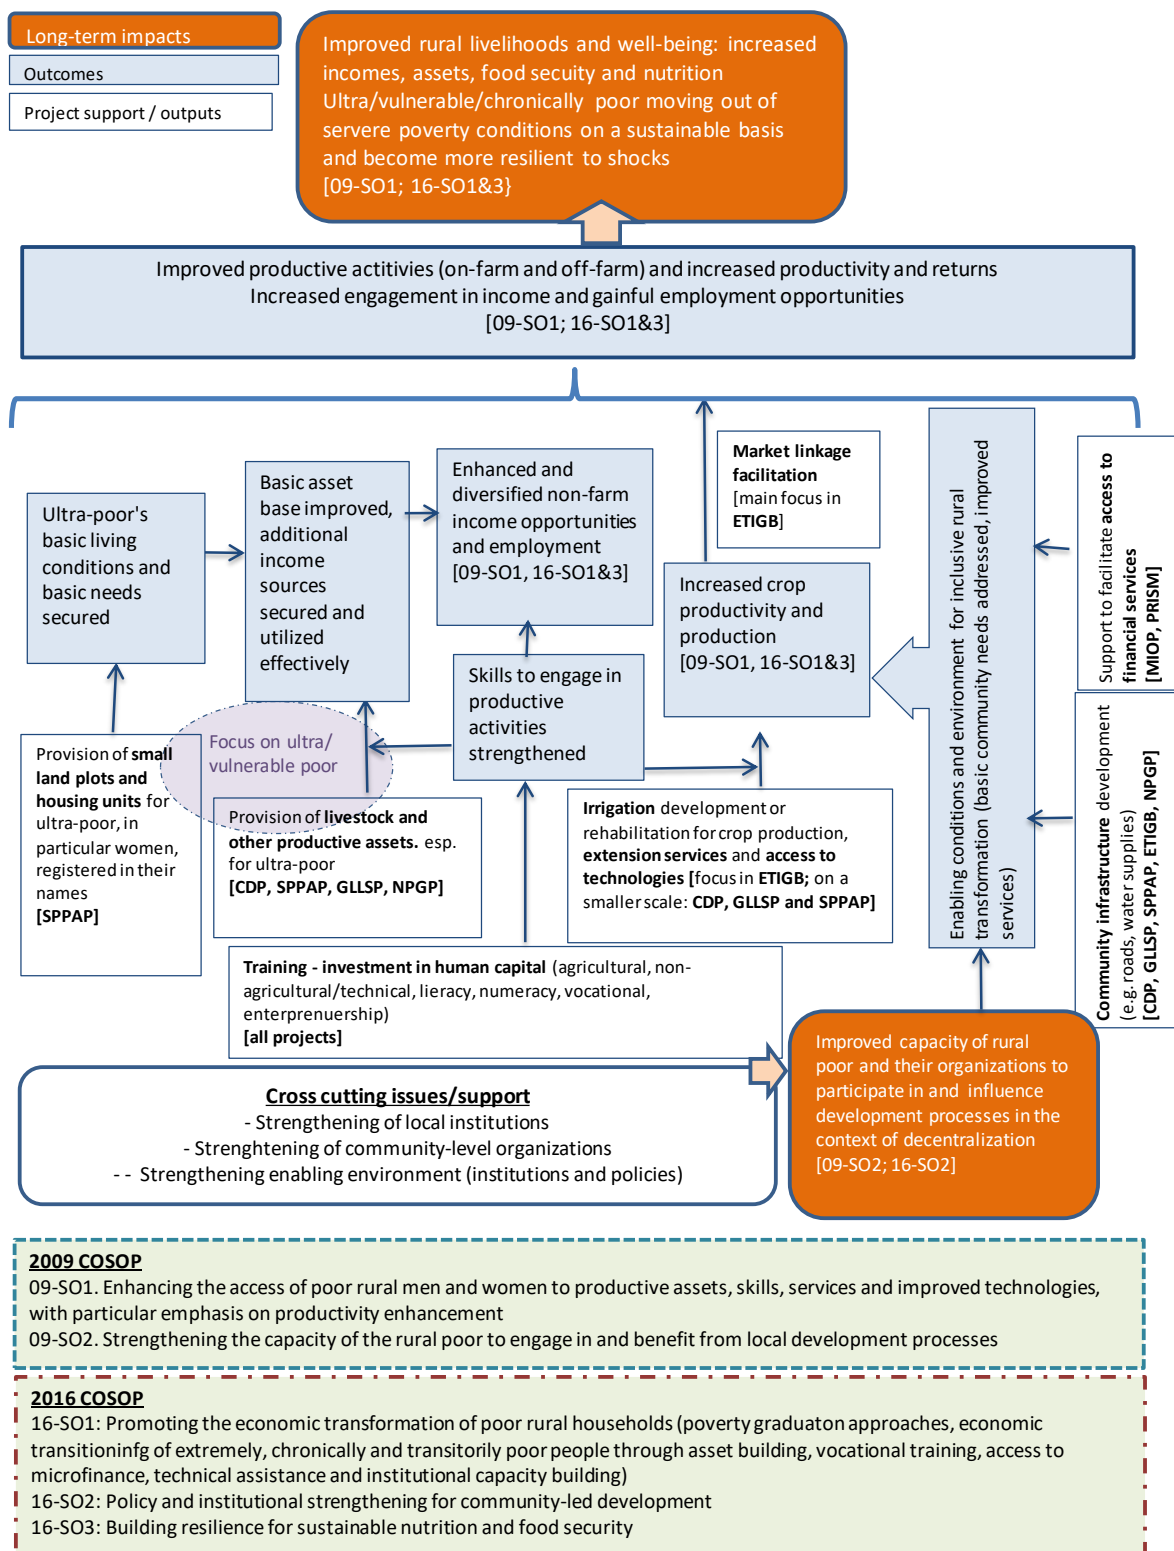 Long-term impacts
Outcomes
Project support / outputs
Improved rural livelihoods and well-being: increased
incomes, assets, food secuity and nutrition
Ultra/vulnerable/chronically poor moving out of
servere poverty conditions on a sustainable basis
and become more resilient to shocks
[09-SO1; 16-SO1&3}
Improved productive actitivies (on-farm and off-farm) and increased productivity and returns
Increased engagement in income and gainful employment opportunities
[09-SO1; 16-SO1&3]
Ultra-poor's
basic living
conditions and
basic needs
secured
Basic asset
base improved,
additional
income
sources
secured and
utilized
effectively
Enhanced and
diversified non-farm
income opportunities
and employment
[09-SO1, 16-SO1&3]
Market linkage
facilitation
[main focus in
ETIGB]
Increased crop
productivity and
production
[09-SO1, 16-SO1&3]
Skills to engage in
productive
activities
strengthened
Enabling conditions and environment for inclusive rural
transformation (basic community needs addressed, improved
services)
Support to facilitate access to
financial services
[MIOP, PRISM]
Community infrastructure development
(e.g. roads, water supplies)
[CDP, GLLSP, SPPAP, ETIGB, NPGP]
Focus on ultra/
vulnerable poor
Provision of small
land plots and
housing units for
ultra-poor, in
particular women,
registered in their
names
[SPPAP]
Provision of livestock and
other productive assets. esp.
for ultra-poor
[CDP, SPPAP, GLLSP, NPGP]
Irrigation development or
rehabilitation for crop production,
extension services and access to
technologies [focus in ETIGB; on a
smaller scale: CDP, GLLSP and SPPAP]
Training - investment in human capital (agricultural, non-
agricultural/technical, lieracy, numeracy, vocational,
enterprenuership)
[all projects]
Cross cutting issues/support
- Strengthening of local institutions
- Strenghtening of community-level organizations
- - Strengthening enabling environment (institutions and policies)
Improved capacity of rural
poor and their organizations to
participate in and influence
development processes in the
context of decentralization
[09-SO2; 16-SO2]
2009 COSOP
09-SO1. Enhancing the access of poor rural men and women to productive assets, skills, services and improved technologies,
with particular emphasis on productivity enhancement
09-SO2. Strengthening the capacity of the rural poor to engage in and benefit from local development processes
2016 COSOP
16-SO1: Promoting the economic transformation of poor rural households (poverty graduaton approaches, economic
transitioninfg of extremely, chronically and transitorily poor people through asset building, vocational training, access to
microfinance, technical assistance and institutional capacity building)
16-SO2: Policy and institutional strengthening for community-led development
16-SO3: Building resilience for sustainable nutrition and food security